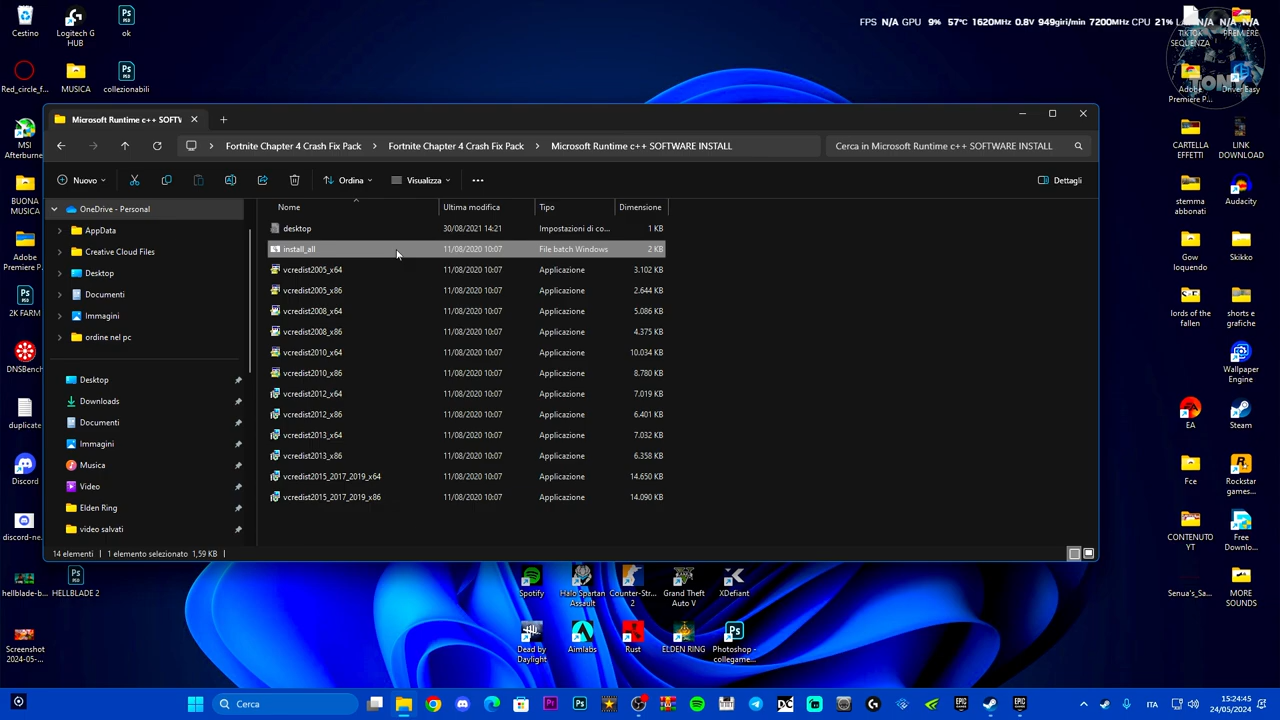 FPS N/A GPU 9% 57°C 1620MHz 0.8V 949giri/min 7200MHz CPU 21%
N/A
N/A
Cestino
Logitech G
HUB
ok
TIKTOK
SEQUENZA
PREMIERE
Red_circle_f...
MUSICA
collezionabili
TONY
Adobe
Premiere P...
Driver Easy
Microsoft Runtime c++ SOFTW
MSI
Afterburner
Fortnite Chapter 4 Crash Fix Pack
Fortnite Chapter 4 Crash Fix Pack
Microsoft Runtime c++ SOFTWARE INSTALL
Cerca in Microsoft Runtime c++ SOFTWARE INSTALL
CARTELLA
EFFETTI
LINK
DOWNLOAD
Nuovo
Ordina
Visualizza
Dettagli
BUONA
MUSICA
stemma
abbonati
Audacity
OneDrive - Personal
AppData
Creative Cloud Files
Desktop
Documenti
Immagini
ordine nel pc
Desktop
Downloads
Documenti
Immagini
Musica
Video
Elden Ring
video salvati
Nome Ultima modifica Tipo Dimensione
desktop 30/08/2021 14:21 Impostazioni di co... 1 KB
install_all 11/08/2020 10:07 File batch Windows 2 KB
vcredist2005_x64 11/08/2020 10:07 Applicazione 3.102 KB
vcredist2005_x86 11/08/2020 10:07 Applicazione 2.644 KB
vcredist2008_x64 11/08/2020 10:07 Applicazione 5.086 KB
vcredist2008_x86 11/08/2020 10:07 Applicazione 4.375 KB
vcredist2010_x64 11/08/2020 10:07 Applicazione 10.034 KB
vcredist2010_x86 11/08/2020 10:07 Applicazione 8.780 KB
vcredist2012_x64 11/08/2020 10:07 Applicazione 7.019 KB
vcredist2012_x86 11/08/2020 10:07 Applicazione 6.401 KB
vcredist2013_x64 11/08/2020 10:07 Applicazione 7.032 KB
vcredist2013_x86 11/08/2020 10:07 Applicazione 6.358 KB
vcredist2015_2017_2019_x64 11/08/2020 10:07 Applicazione 14.650 KB
vcredist2015_2017_2019_x86 11/08/2020 10:07 Applicazione 14.090 KB
14 elementi 1 elemento selezionato 1,59 KB
Adobe
Premiere P
2K FARM
DNSBench
duplicate
Discord
discord-ne...
Gow
loquendo
Skikko
lords of the
fallen
shorts e
grafiche
Wallpaper
Engine
EA
Steam
Fce
Rockstar
games...
CONTENUTO
YT
Free
Downlo...
hellblade-b...
HELLBLADE 2
Spotify
Halo Spartan
Assault
Counter-Str...
2
Grand Theft
Auto V
XDefiant
Senua's_Sa...
MORE
SOUNDS
Screenshot
2024-05-...
Dead by
Daylight
Aimlabs
Rust
ELDEN RING
Photoshop -
collegame...
Cerca
ITA
15:24:45
24/05/2024